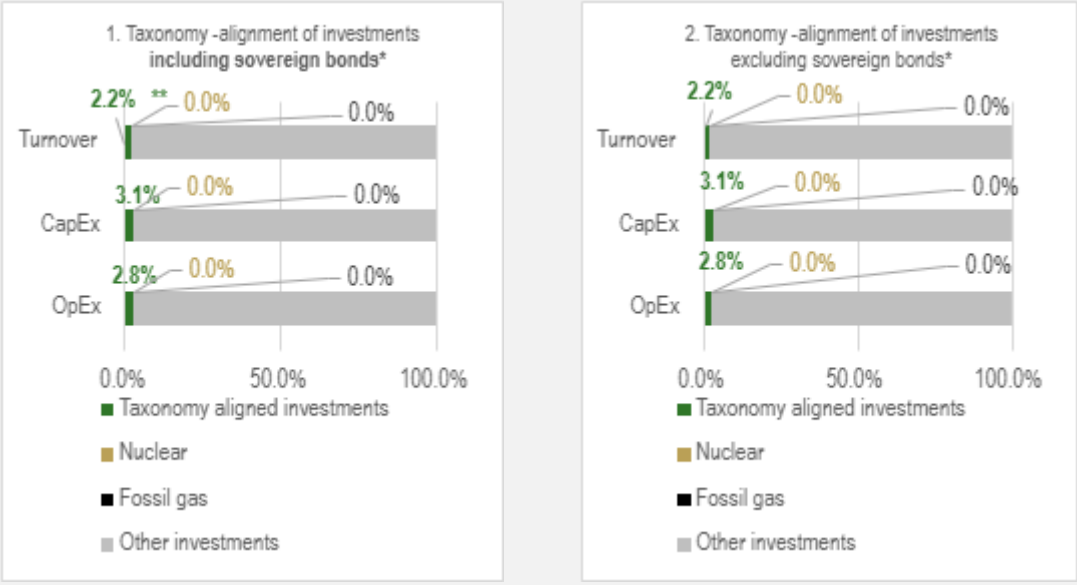 1. Taxonomy -alignment of investments
including sovereign bonds*
2.2% ** 0.0%
0.0%
Turnover
3.1% 0.0%
0.0%
CapEx
2.8% 0.0%
0.0%
OpEx
0.0% 50.0% 100.0%
Taxonomy aligned investments
Nuclear
Fossil gas
Other investments
2. Taxonomy -alignment of investments
excluding sovereign bonds*
2.2% 0.0%
0.0%
Turnover
3.1% 0.0%
0.0%
CapEx
2.8% 0.0%
0.0%
OpEx
0.0% 50.0% 100.0%
Taxonomy aligned investments
Nuclear
Fossil gas
Other investments